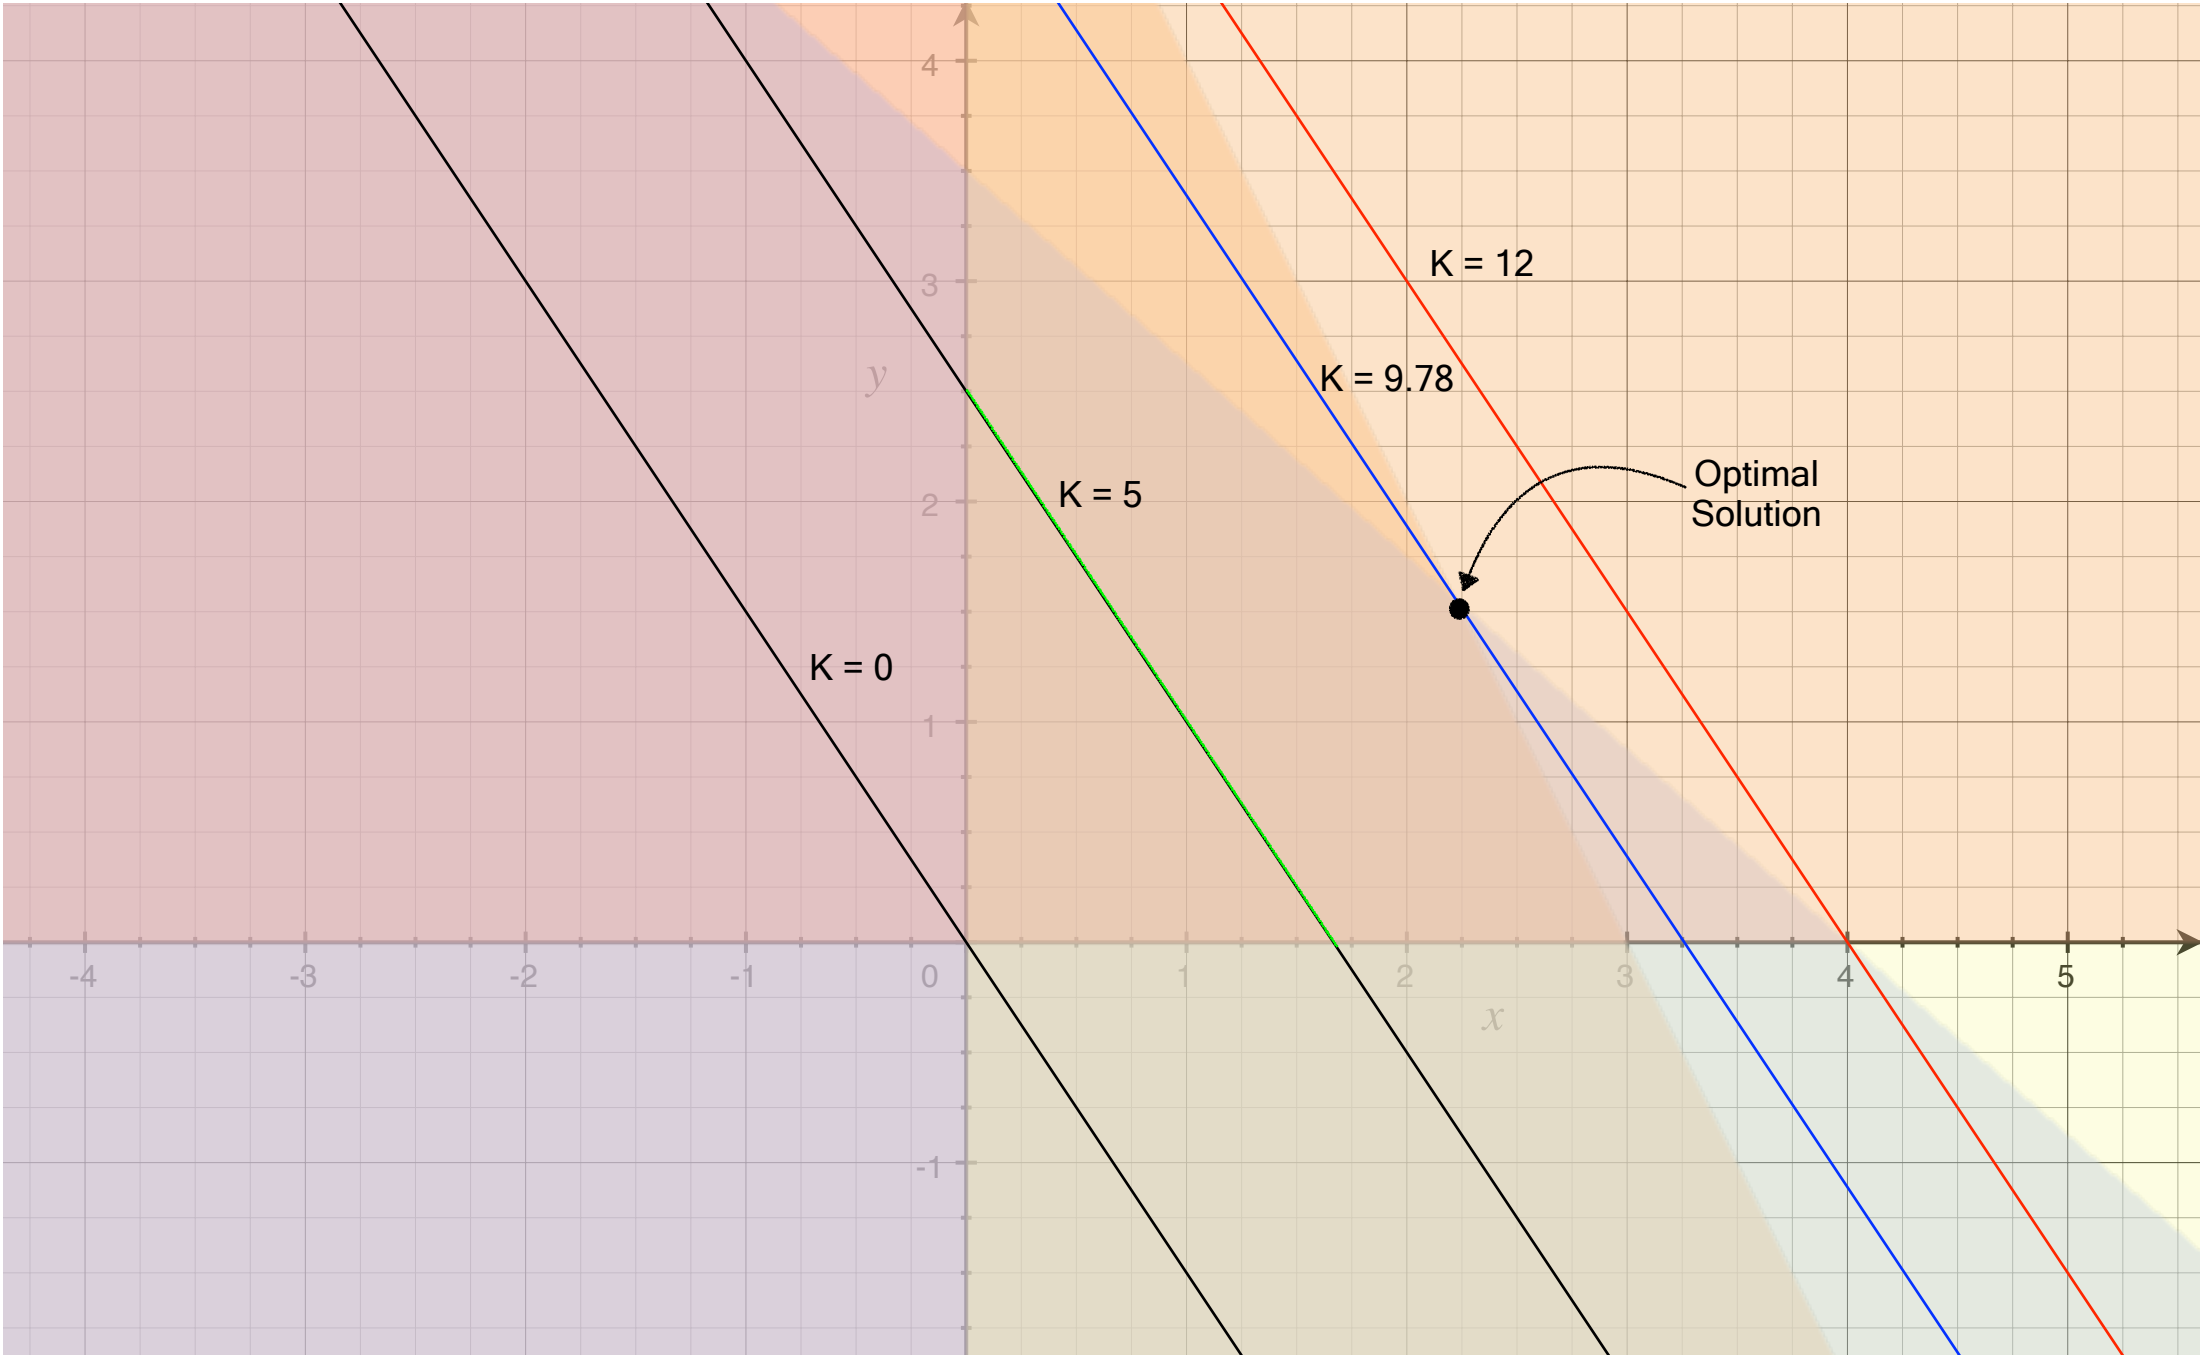 4
K = 12
3
y
K = 9.78
Optimal
Solution
K = 5
2
K = 0
1
-4
-3
-2
-1
0
1
2
3
4
5
x
-1